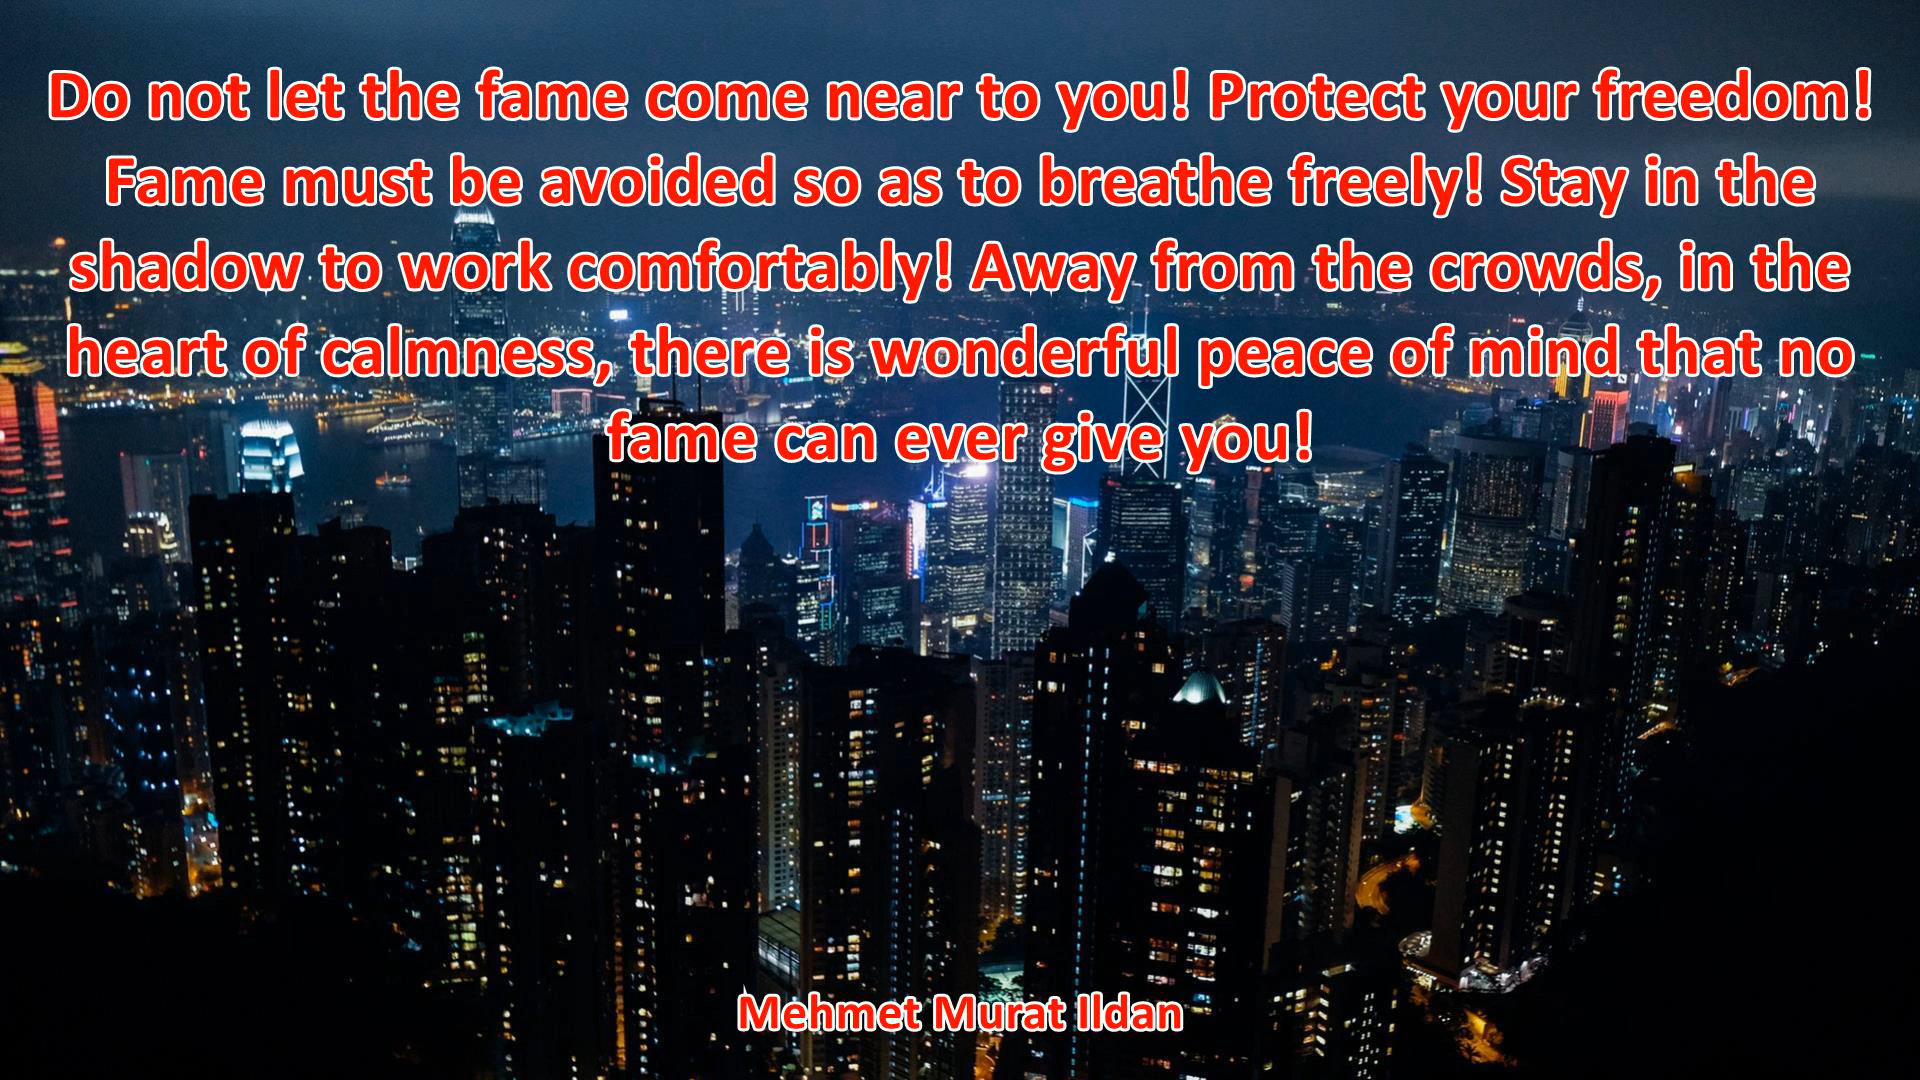 Do not let the fame come near to you! Protect your freedom!
Fame must be avoided so as to breathe freely! Stay in the
shadow to work comfortably! Away from the crowds, in the
heart of calmness, there is wonderful peace of mind that no
fame can ever give you!
Mehmet Murat Ildan